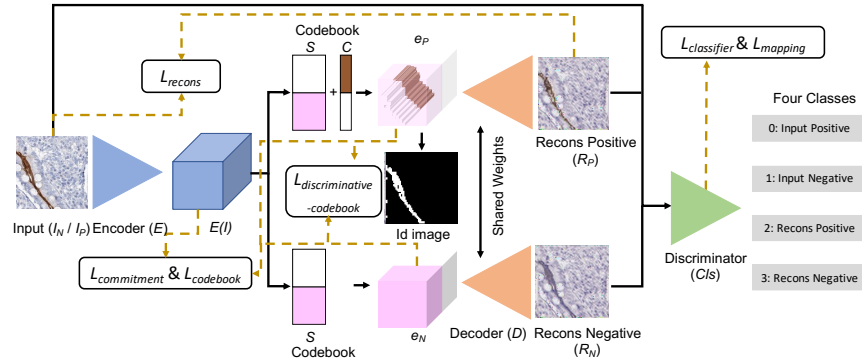 Codebook
S
C
e_P
L_recons
L_classifier & L_mapping
Four Classes
0: Input Positive
1: Input Negative
2: Recons Positive
3: Recons Negative
+
Recons Positive
(R_P)
L_discriminative
-codebook
Id image
Shared Weights
Input (I_N / I_P)
Encoder (E)
E(I)
L_commitment & L_codebook
Discriminator
(Cls)
S
Codebook
e_N
Decoder (D)
Recons Negative
(R_N)